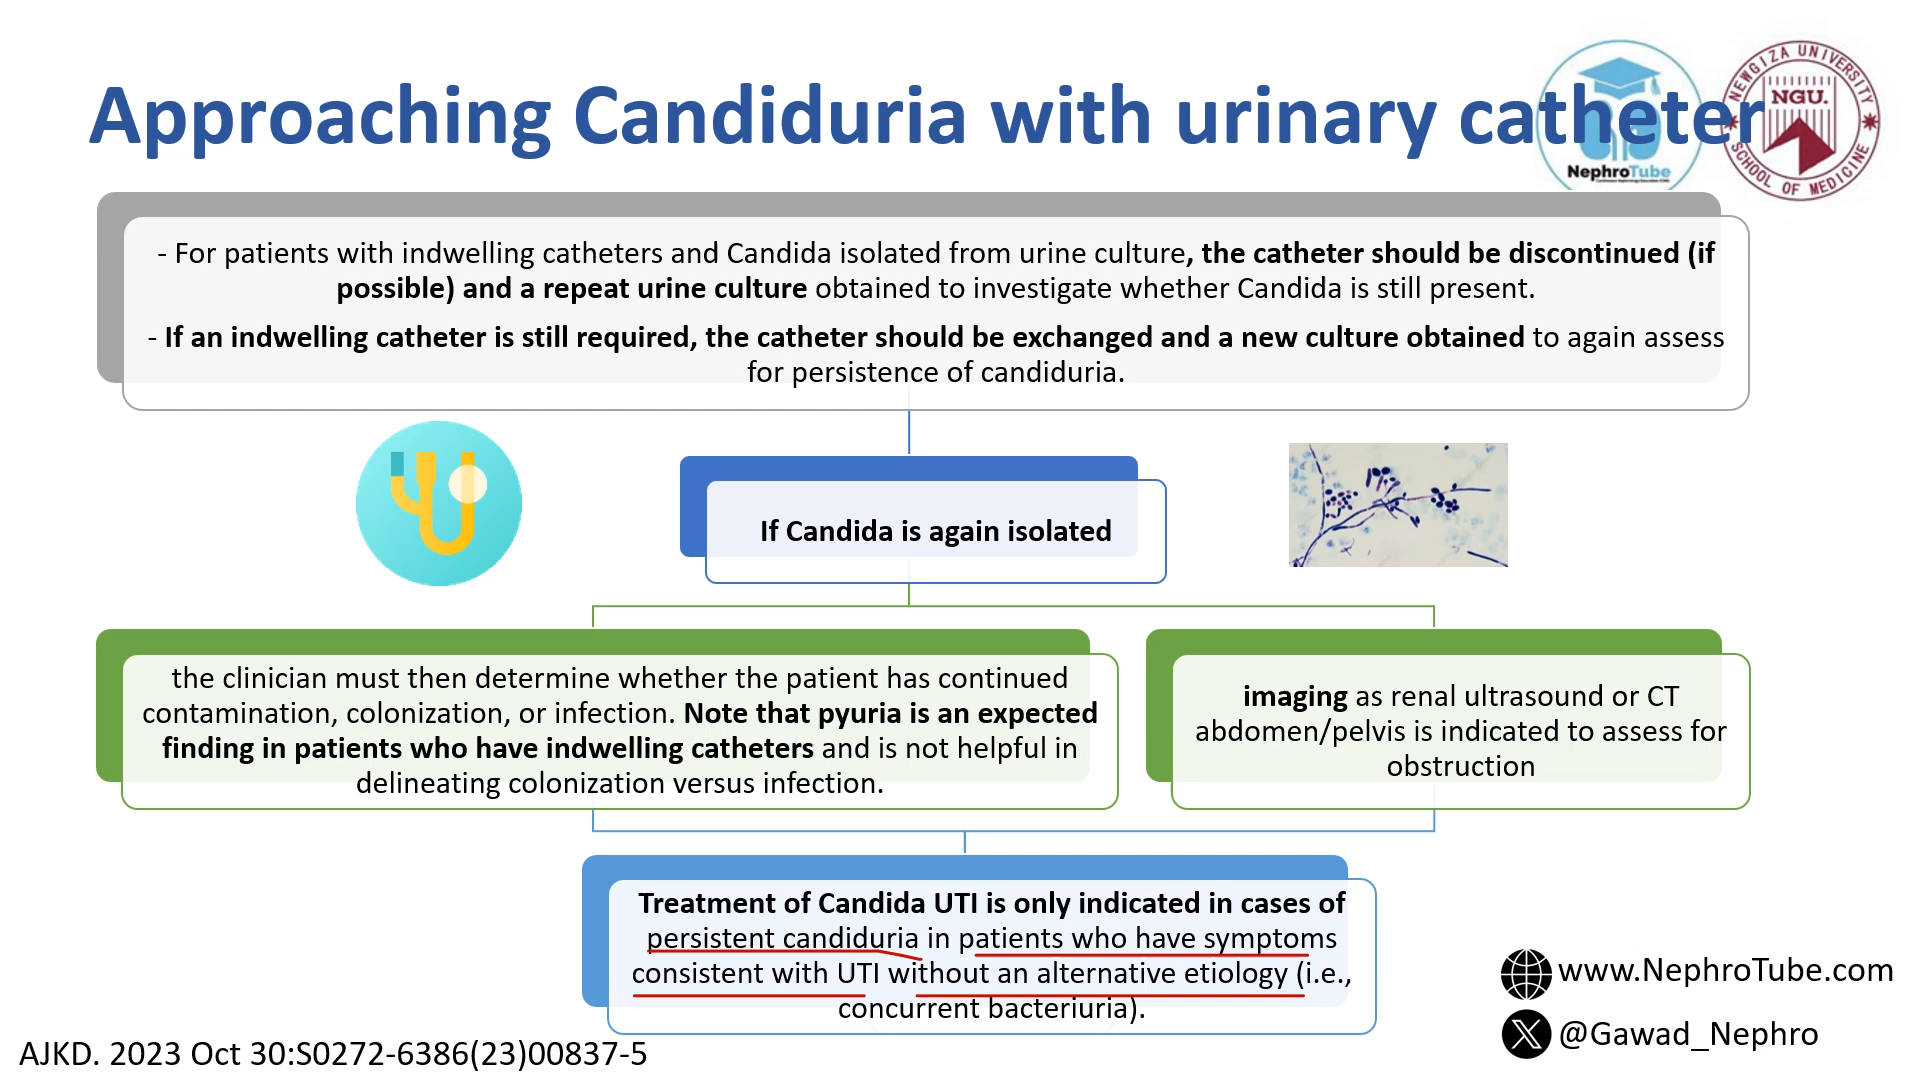 Approaching Candiduria with urinary catheter
NephroTube
NEWGIZA UNIVERSITY
NGU.
SCHOOL OF MEDICINE
- For patients with indwelling catheters and Candida isolated from urine culture, the catheter should be discontinued (if
possible) and a repeat urine culture obtained to investigate whether Candida is still present.
- If an indwelling catheter is still required, the catheter should be exchanged and a new culture obtained to again assess
for persistence of candiduria.
If Candida is again isolated
the clinician must then determine whether the patient has continued
contamination, colonization, or infection. Note that pyuria is an expected
finding in patients who have indwelling catheters and is not helpful in
delineating colonization versus infection.
imaging as renal ultrasound or CT
abdomen/pelvis is indicated to assess for
obstruction
Treatment of Candida UTI is only indicated in cases of
persistent candiduria in patients who have symptoms
consistent with UTI without an alternative etiology (i.e.,
concurrent bacteriuria).
www.NephroTube.com
@Gawad_Nephro
AJKD. 2023 Oct 30:S0272-6386(23)00837-5